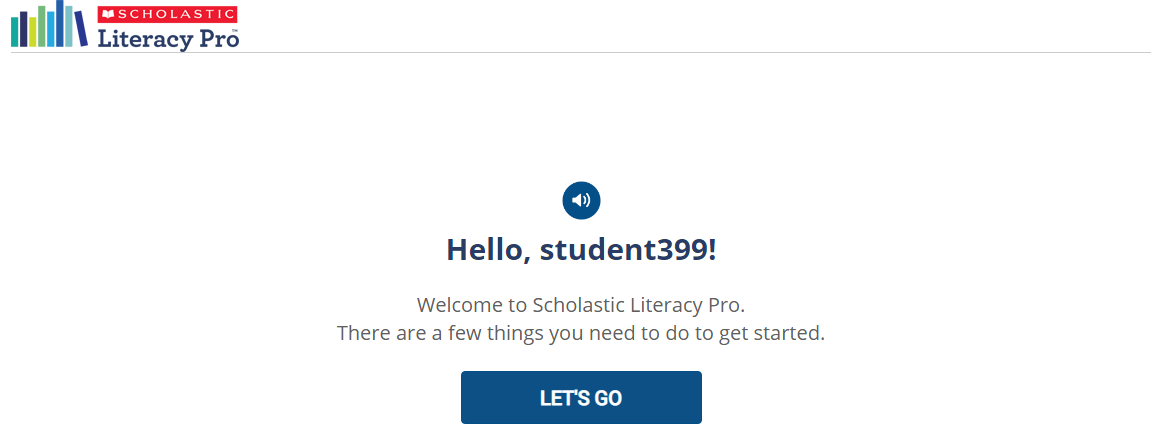 SCHOLASTIC
Literacy Pro™
Hello, student399!
Welcome to Scholastic Literacy Pro.
There are a few things you need to do to get started.
LET'S GO